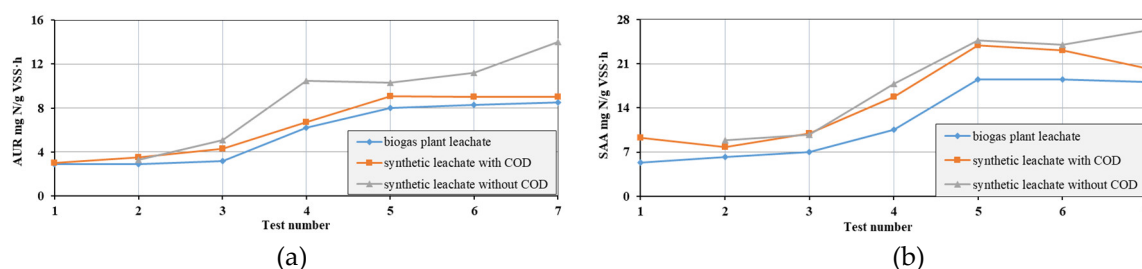 16
12
8
4
0
AUR mg N/g VSS·h
biogas plant leachate
synthetic leachate with COD
synthetic leachate without COD
1 2 3 4 5 6 7
Test number
(a)
28
21
14
7
0
SAA mg N/g VSS·h
biogas plant leachate
synthetic leachate with COD
synthetic leachate without COD
1 2 3 4 5 6
Test number
(b)